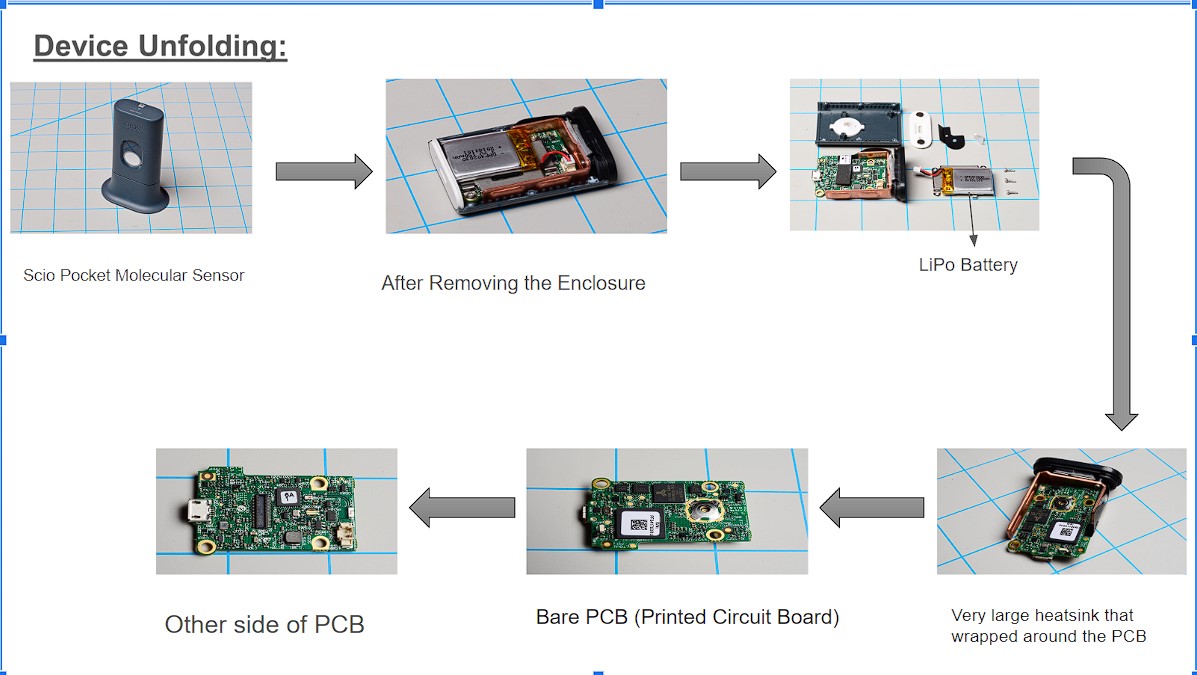 Device Unfolding:
Scio Pocket Molecular Sensor
After Removing the Enclosure
LiPo Battery
Very large heatsink that
wrapped around the PCB
Bare PCB (Printed Circuit Board)
Other side of PCB